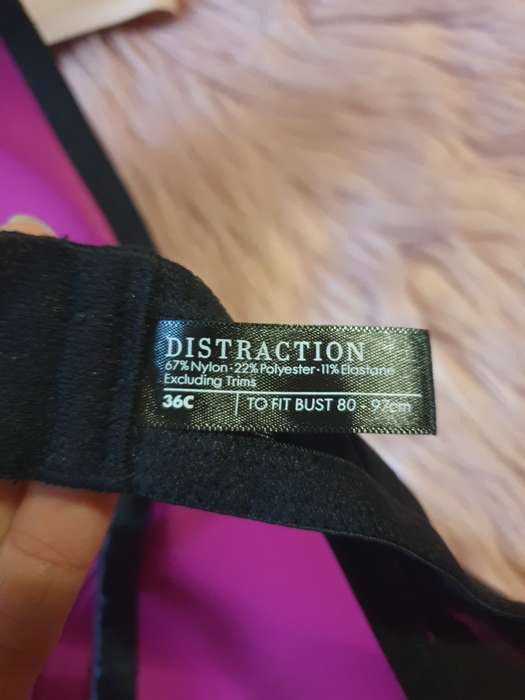 DISTRACTION
67% Nylon · 22% Polyester · 11% Elastane
Excluding Trims
36C TO FIT BUST 80 - 97cm